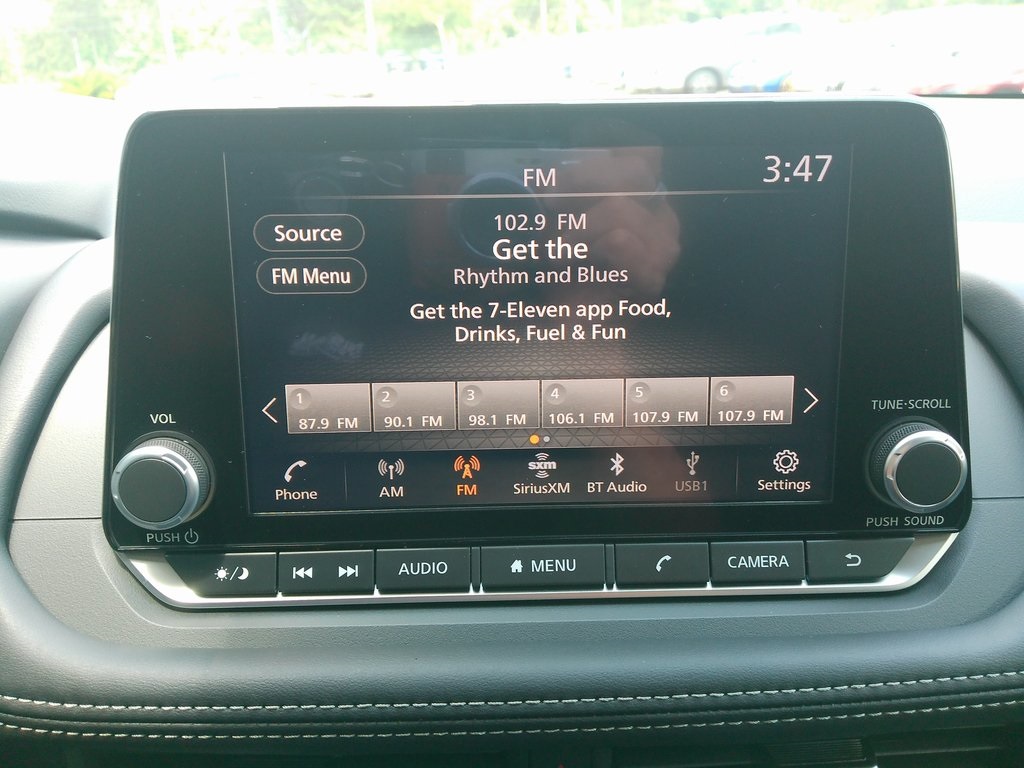 FM
3:47
Source
FM Menu
102.9 FM
Get the
Rhythm and Blues
Get the 7-Eleven app Food,
Drinks, Fuel & Fun
1
87.9 FM
2
90.1 FM
3
98.1 FM
4
106.1 FM
5
107.9 FM
6
107.9 FM
VOL
TUNE·SCROLL
Phone
AM
FM
sxm
SiriusXM
BT Audio
USB1
Settings
PUSH
PUSH SOUND
AUDIO
MENU
CAMERA